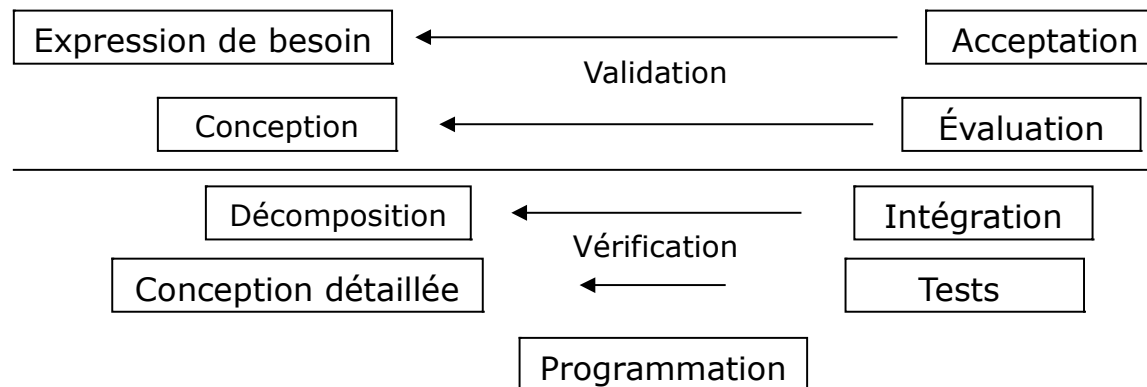 Expression de besoin
Acceptation
Validation
Conception
Évaluation
Décomposition
Intégration
Vérification
Conception détaillée
Tests
Programmation